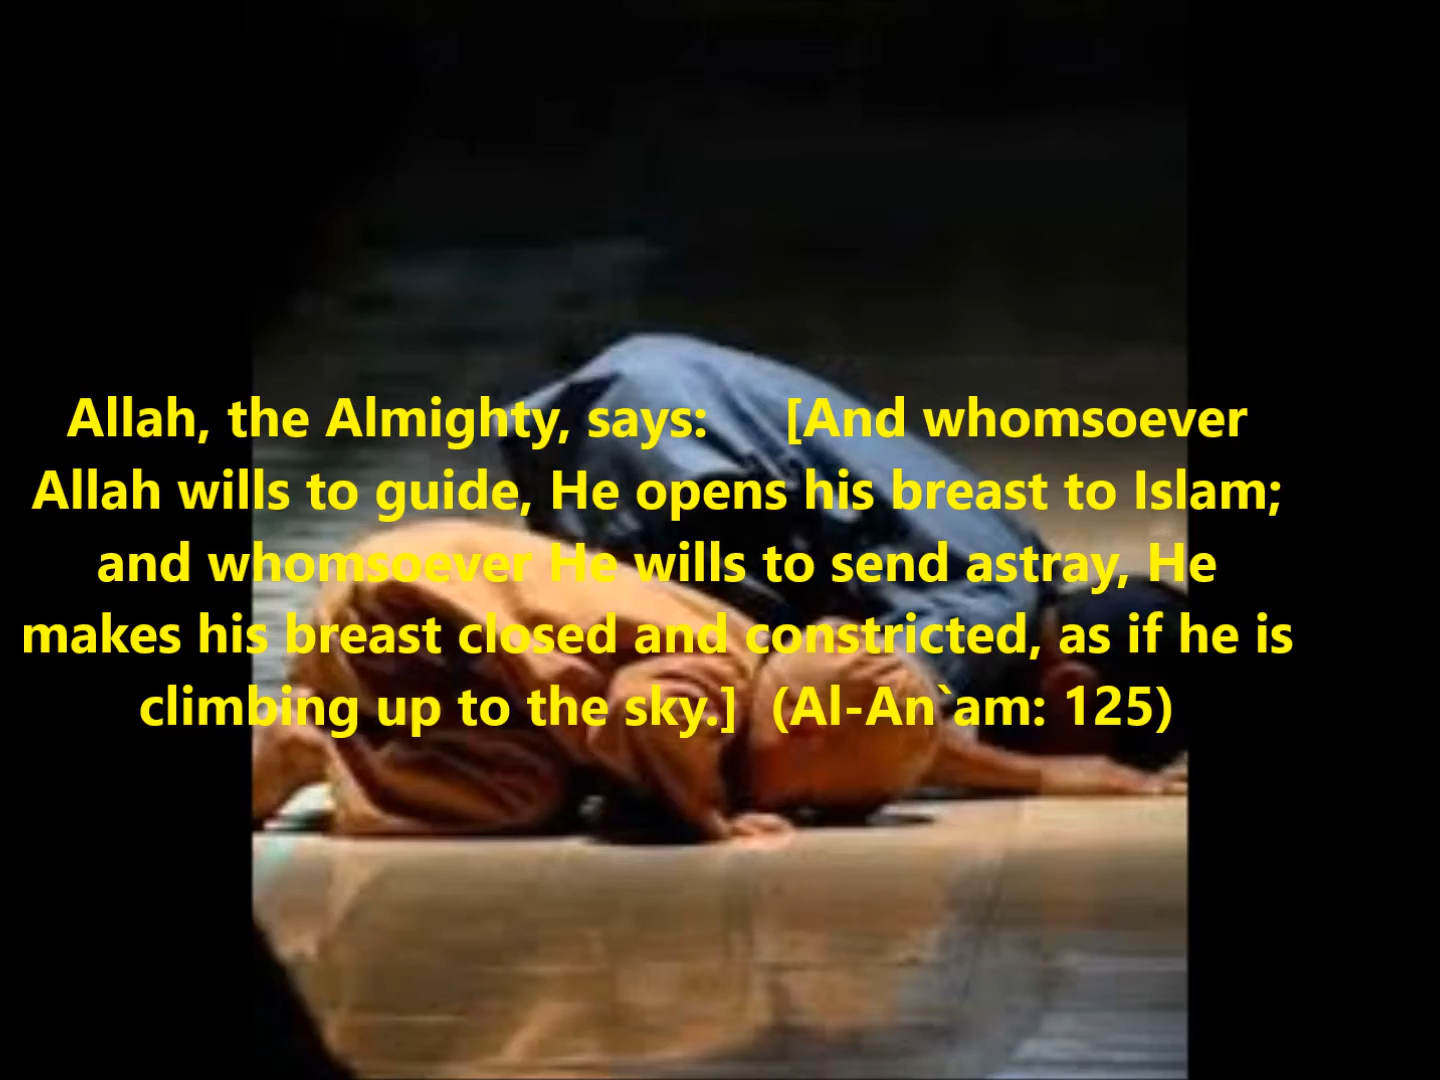 Allah, the Almighty, says: [And whomsoever
Allah wills to guide, He opens his breast to Islam;
and whomsoever He wills to send astray, He
makes his breast closed and constricted, as if he is
climbing up to the sky.] (Al-An`am: 125)